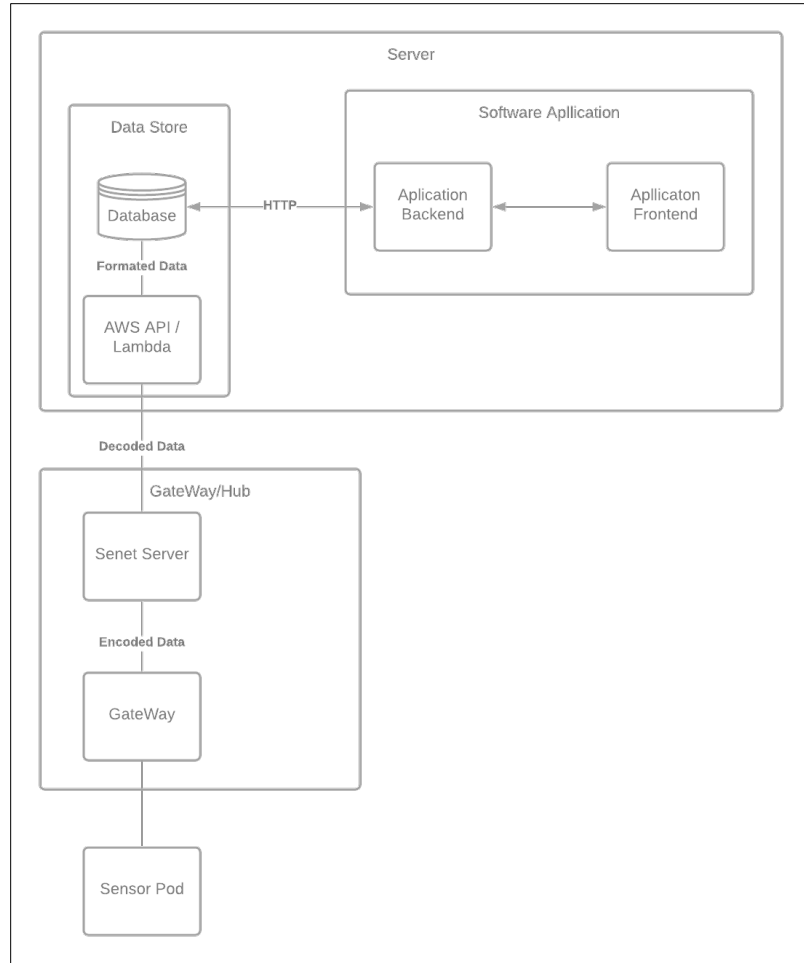 Server
Data Store
Software Apllication
Database
HTTP
Aplication
Backend
Apllicaton
Frontend
Formated Data
AWS API /
Lambda
Decoded Data
GateWay/Hub
Senet Server
Encoded Data
GateWay
Sensor Pod